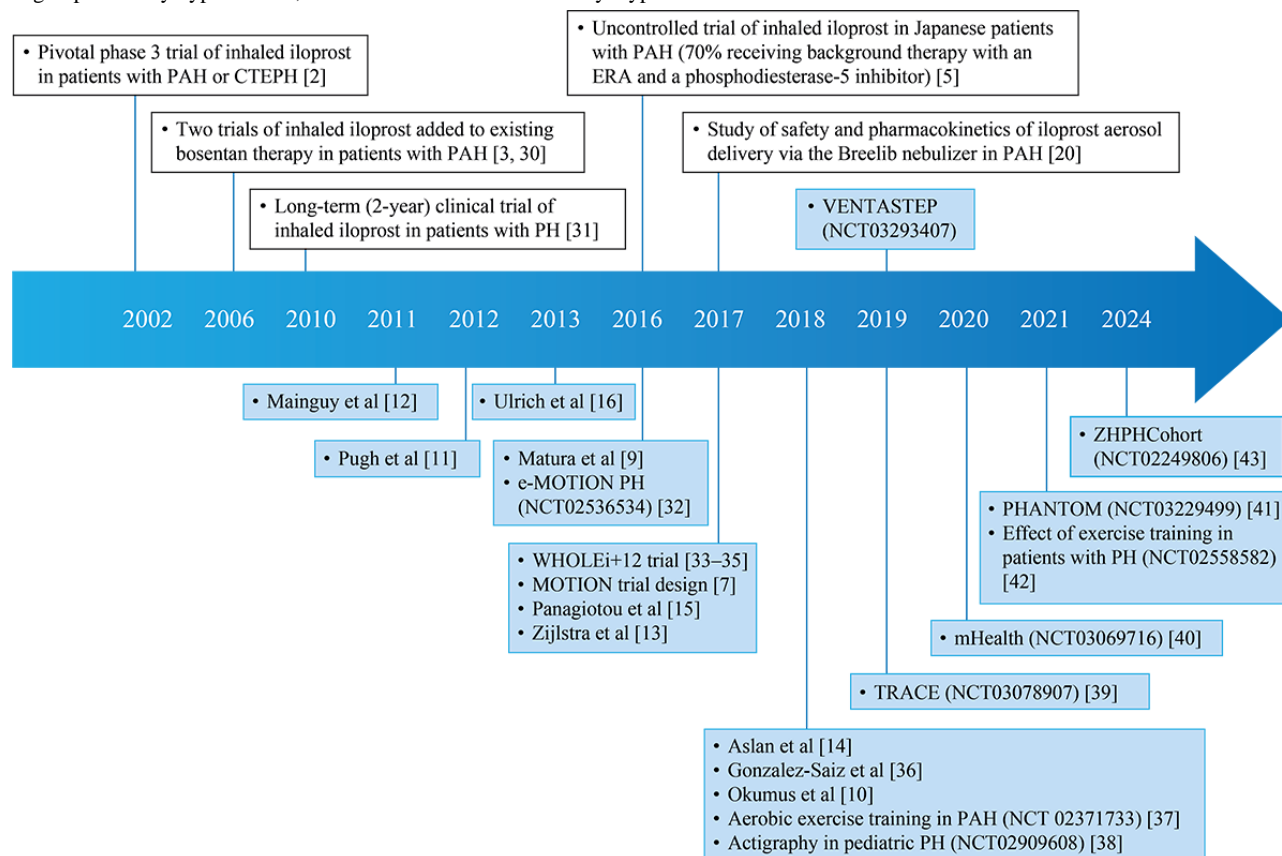 • Pivotal phase 3 trial of inhaled iloprost
in patients with PAH or CTEPH [2]
• Uncontrolled trial of inhaled iloprost in Japanese patients
with PAH (70% receiving background therapy with an
ERA and a phosphodiesterase-5 inhibitor) [5]
• Two trials of inhaled iloprost added to existing
bosentan therapy in patients with PAH [3, 30]
• Study of safety and pharmacokinetics of iloprost aerosol
delivery via the Breelib nebulizer in PAH [20]
• Long-term (2-year) clinical trial of
inhaled iloprost in patients with PH [31]
• VENTASTEP
(NCT03293407)
2002 2006 2010 2011 2012 2013 2016 2017 2018 2019 2020 2021 2024
• Mainguy et al [12]
• Ulrich et al [16]
• Pugh et al [11]
• Matura et al [9]
• e-MOTION PH
(NCT02536534) [32]
• ZHPHCohort
(NCT02249806) [43]
• PHANTOM (NCT03229499) [41]
• Effect of exercise training in
patients with PH (NCT02558582)
[42]
• WHOLEi+12 trial [33–35]
• MOTION trial design [7]
• Panagiotou et al [15]
• Zijlstra et al [13]
• mHealth (NCT03069716) [40]
• TRACE (NCT03078907) [39]
• Aslan et al [14]
• Gonzalez-Saiz et al [36]
• Okumus et al [10]
• Aerobic exercise training in PAH (NCT 02371733) [37]
• Actigraphy in pediatric PH (NCT02909608) [38]